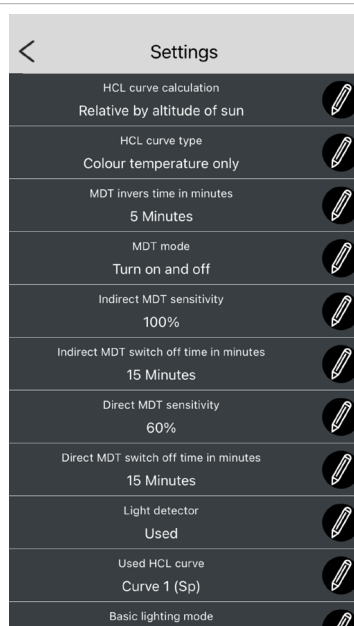 Settings
HCL curve calculation
Relative by altitude of sun
HCL curve type
Colour temperature only
MDT invers time in minutes
5 Minutes
MDT mode
Turn on and off
Indirect MDT sensitivity
100%
Indirect MDT switch off time in minutes
15 Minutes
Direct MDT sensitivity
60%
Direct MDT switch off time in minutes
15 Minutes
Light detector
Used
Used HCL curve
Curve 1 (Sp)
Basic lighting mode